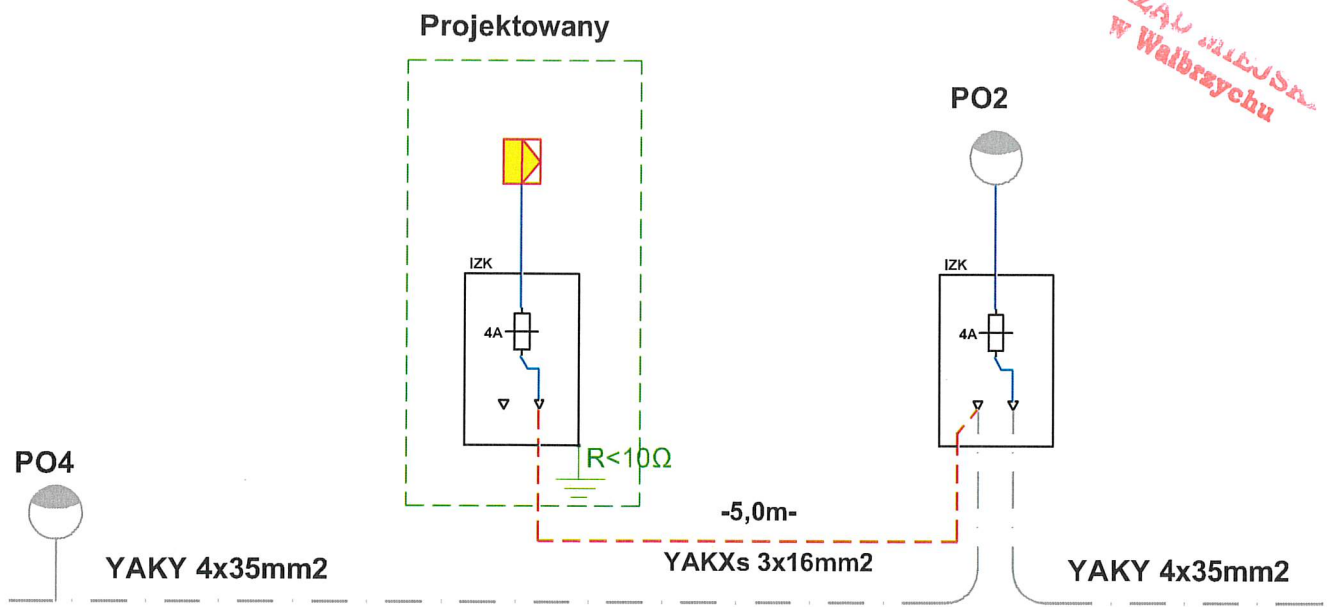 Projektowany
w Wałbrzychu
PO2
IZK
IZK
4A
4A
PO4
R<10Ω
-5,0m-
YAKY 4x35mm2
YAKXs 3x16mm2
YAKY 4x35mm2